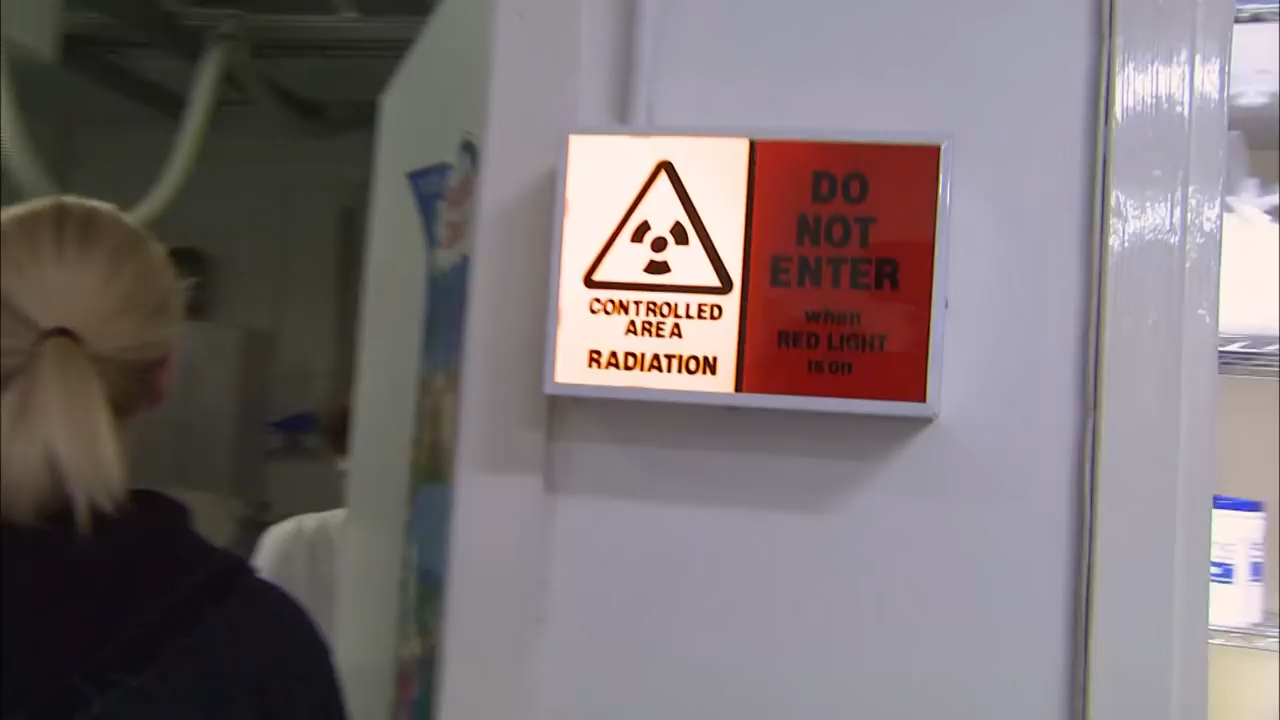 CONTROLLED
AREA
RADIATION
DO
NOT
ENTER
when
RED LIGHT
is on